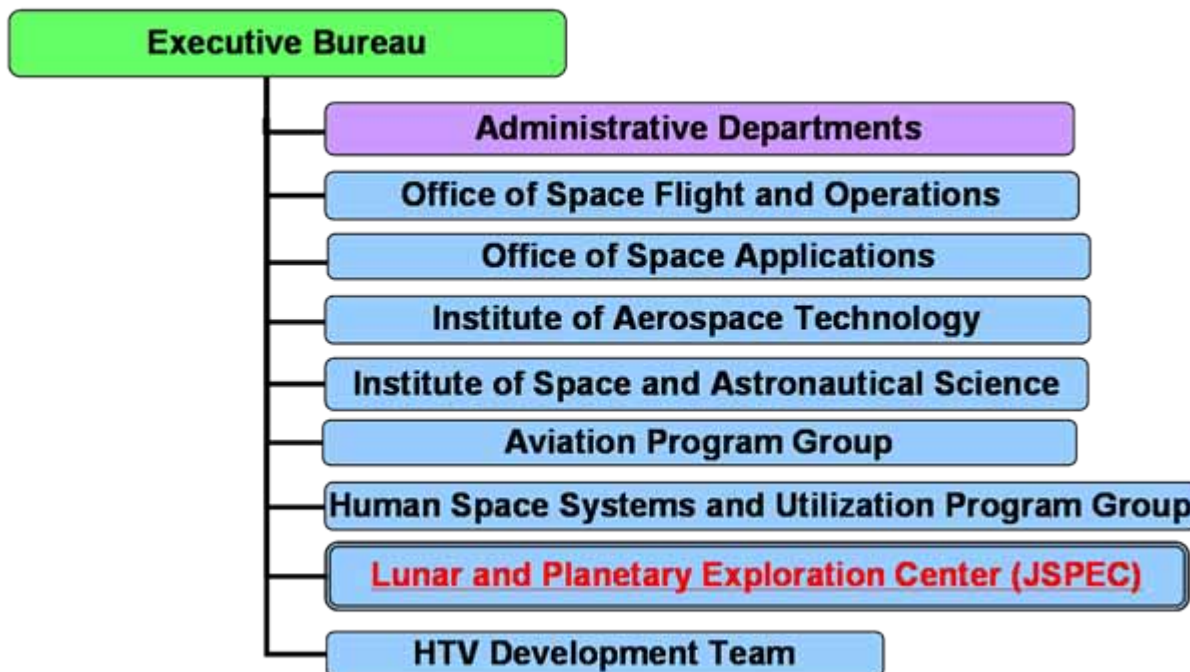 Executive Bureau
Administrative Departments
Office of Space Flight and Operations
Office of Space Applications
Institute of Aerospace Technology
Institute of Space and Astronautical Science
Aviation Program Group
Human Space Systems and Utilization Program Group
Lunar and Planetary Exploration Center (JSPEC)
HTV Development Team